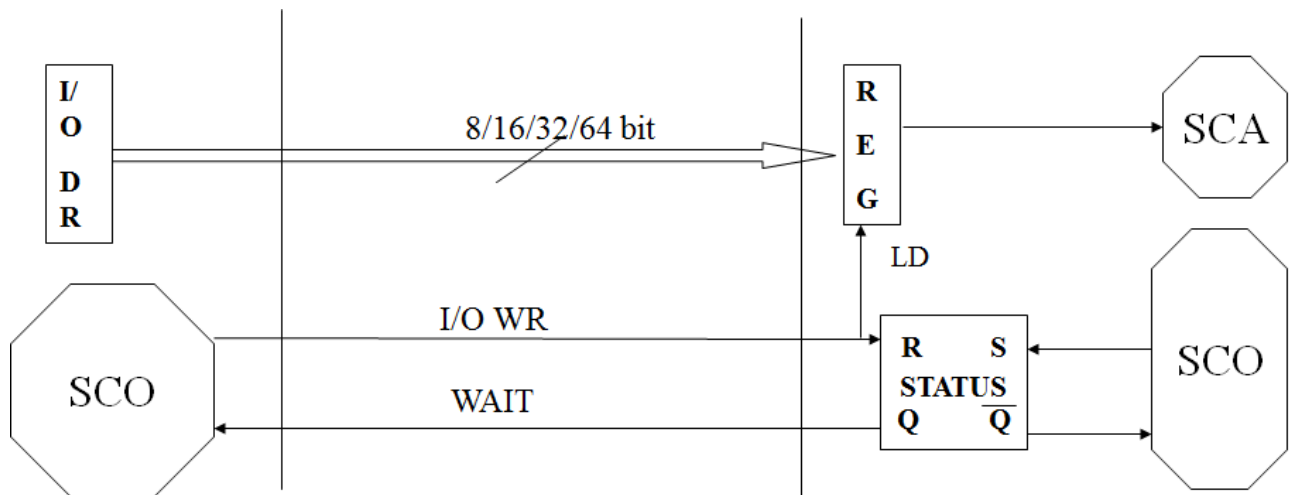 I/
O
D
R
8/16/32/64 bit
R
E
G
SCA
LD
I/O WR
SCO
WAIT
R S
STATUS
Q Q̅
SCO